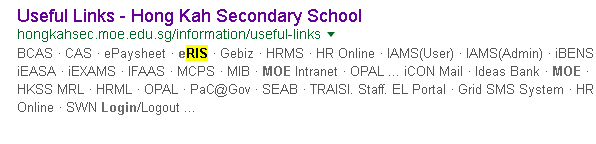 Useful Links - Hong Kah Secondary School
hongkahsec.moe.edu.sg/information/useful-links
BCAS · CAS · ePaysheet · eRIS · Gebiz · HRMS · HR Online · IAMS(User) · IAMS(Admin) · iBENS
iEASA · iEXAMS · IFAAS · MCPS · MIB · MOE Intranet · OPAL ... iCON Mail · Ideas Bank · MOE ·
HKSS MRL · HRML · OPAL · PaC@Gov · SEAB · TRAISI. Staff. EL Portal · Grid SMS System · HR
Online · SWN Login/Logout ...